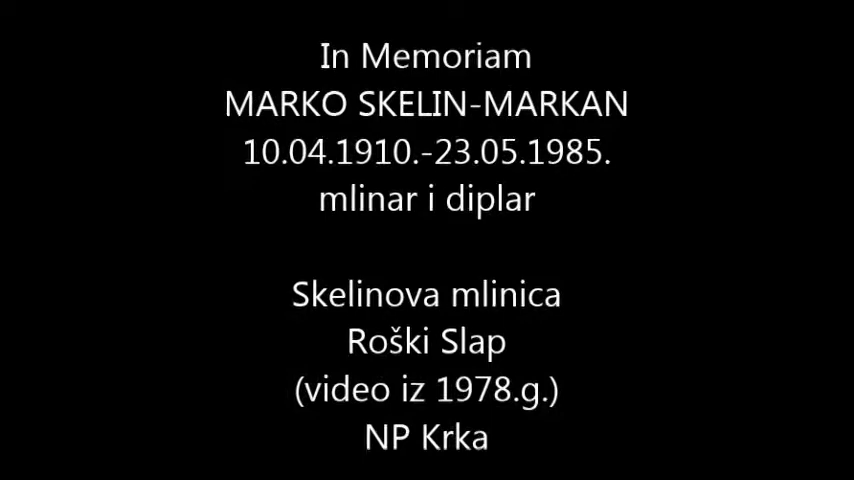 In Memoriam
MARKO SKELIN-MARKAN
10.04.1910.-23.05.1985.
mlinar i diplar
Skelinova mlinica
Roški Slap
(video iz 1978.g.)
NP Krka